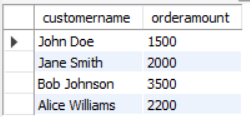 customername orderamount
John Doe 1500
Jane Smith 2000
Bob Johnson 3500
Alice Williams 2200